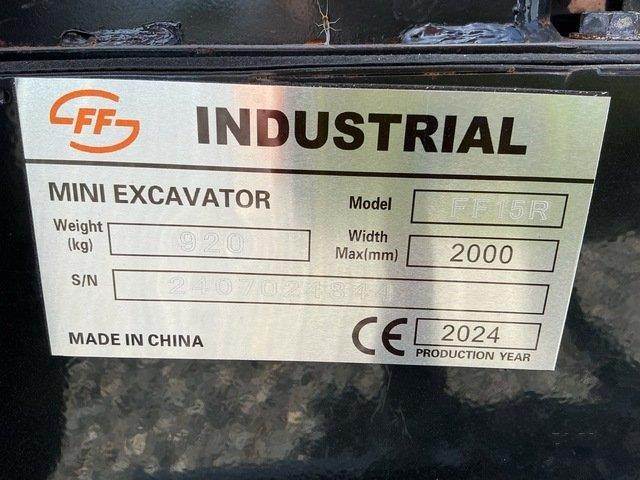 FF INDUSTRIAL
MINI EXCAVATOR
Model FF15R
Weight (kg) 920
Width Max(mm) 2000
S/N 2407021844
MADE IN CHINA
CE 2024
PRODUCTION YEAR